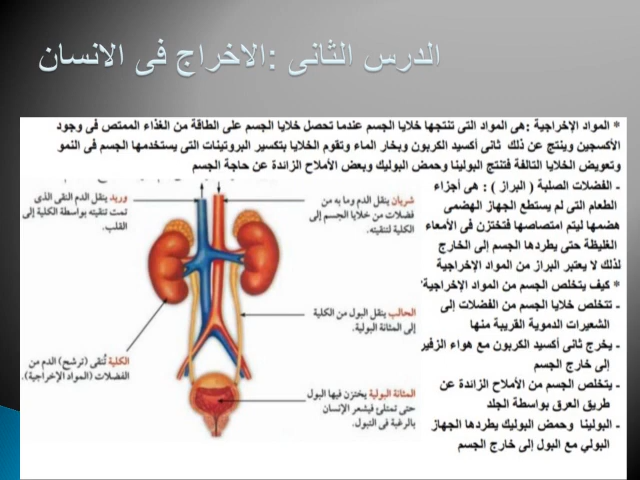 الدرس الثانى :الاخراج فى الانسان
* المواد الإخراجية :هى المواد التى تنتجها خلايا الجسم عندما تحصل خلايا الجسم على الطاقة من الغذاء الممتص فى وجود
الأكسجين وينتج عن ذلك ثانى أكسيد الكربون وبخار الماء وتقوم الخلايا بتكسير البروتينات التى يستخدمها الجسم فى النمو
وتعويض الخلايا التالفة فتنتج البولينا وحمض البوليك وبعض الأملاح الزائدة عن حاجة الجسم
- الفضلات الصلبة ( البراز ) : هى أجزاء
الطعام التى لم يستطع الجهاز الهضمى
هضمها ليتم امتصاصها فتختزن فى الأمعاء
الغليظة حتى يطردها الجسم إلى الخارج
لذلك لا يعتبر البراز من المواد الإخراجية
* كيف يتخلص الجسم من المواد الإخراجية؟
- تتخلص خلايا الجسم من الفضلات إلى
الشعيرات الدموية القريبة منها
- يخرج ثانى أكسيد الكربون مع هواء الزفير
إلى خارج الجسم
- يتخلص الجسم من الأملاح الزائدة عن
طريق العرق بواسطة الجلد
- البولينا وحمض البوليك يطردها الجهاز
البولي مع البول إلى خارج الجسم
شريان ينقل الدم وما به من
فضلات من خلايا الجسم إلى
الكلية لتنقيته.
وريد ينقل الدم النقى الذى
تمت تنقيته بواسطة الكلية إلى
القلب.
الحالب ينقل البول من الكلية
إلى المثانة البولية.
الكلية تُنقى (ترشح) الدم من
الفضلات (المواد الإخراجية).
المثانة البولية يختزن فيها البول
حتى تمتلئ فيشعر الإنسان
بالرغبة فى التبول.